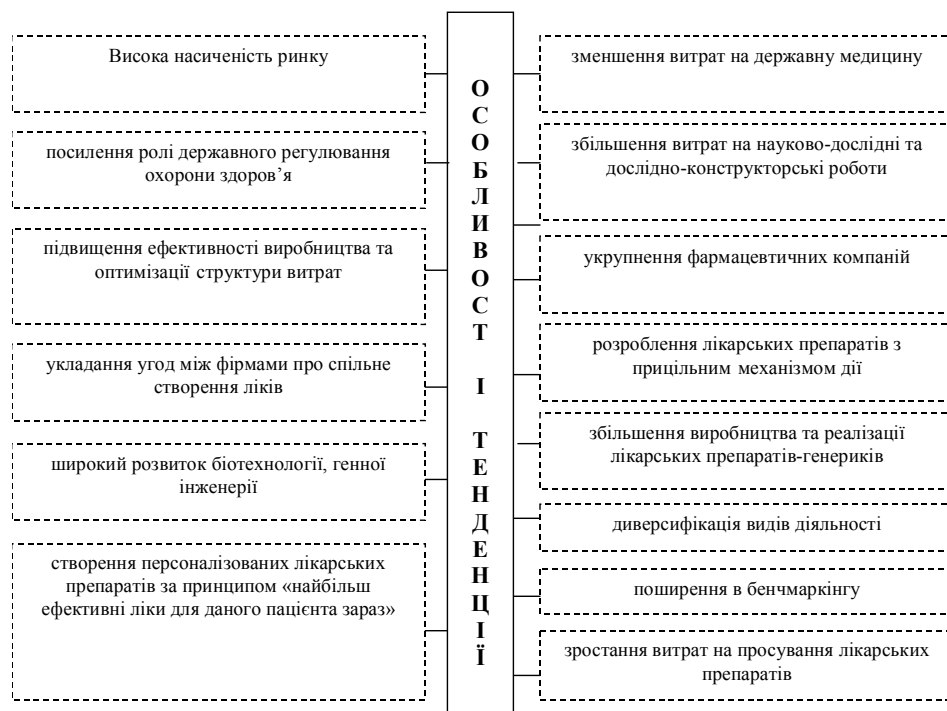 Висока насиченість ринку
посилення ролі державного регулювання
охорони здоров’я
підвищення ефективності виробництва та
оптимізації структури витрат
укладання угод між фірмами про спільне
створення ліків
широкий розвиток біотехнології, генної
інженерії
створення персоналізованих лікарських
препаратів за принципом «найбільш
ефективні ліки для даного пацієнта зараз»
ОСОБЛИВОСТ І ТЕНДЕНЦІЇ
зменшення витрат на державну медицину
збільшення витрат на науково-дослідні та
дослідно-конструкторські роботи
укрупнення фармацевтичних компаній
розроблення лікарських препаратів з
прицільним механізмом дії
збільшення виробництва та реалізації
лікарських препаратів-генериків
диверсифікація видів діяльності
поширення в бенчмаркінгу
зростання витрат на просування лікарських
препаратів